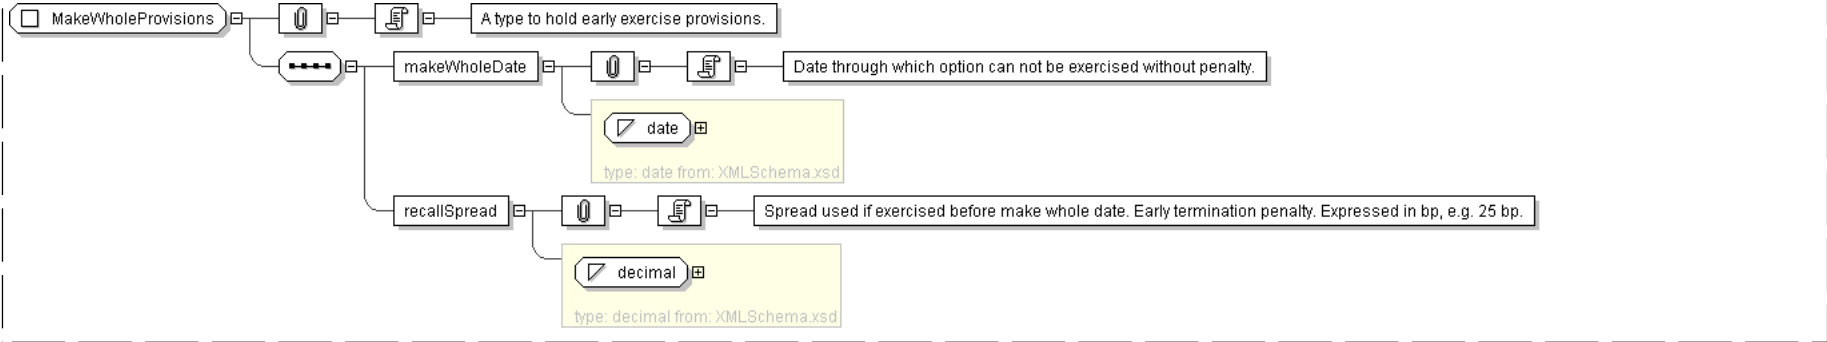 MakeWholeProvisions
A type to hold early exercise provisions.
makeWholeDate
Date through which option can not be exercised without penalty.
date
type: date from: XMLSchema.xsd
recallSpread
Spread used if exercised before make whole date. Early termination penalty. Expressed in bp, e.g. 25 bp.
decimal
type: decimal from: XMLSchema.xsd